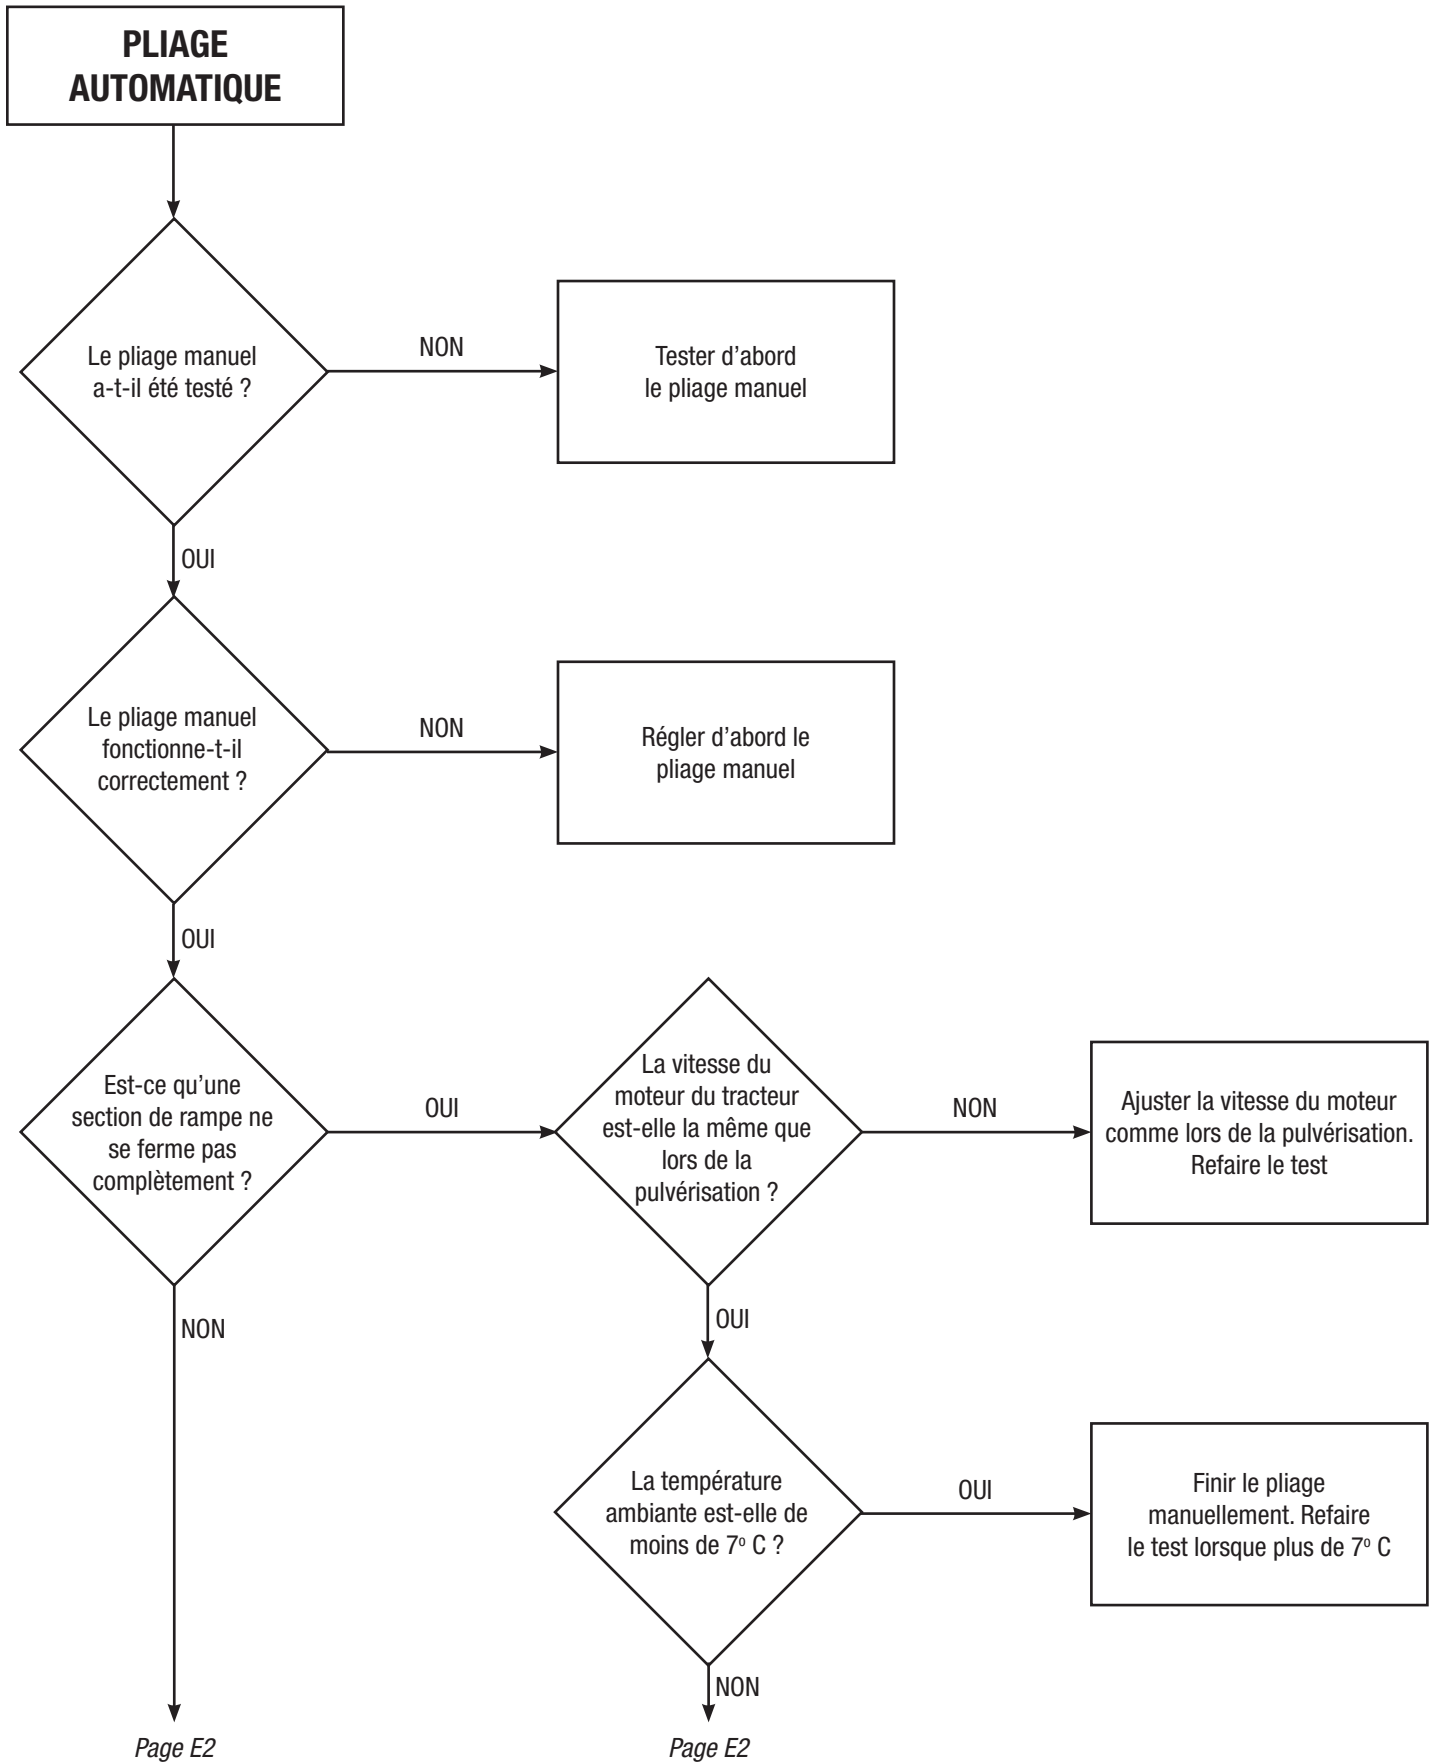 PLIAGE
AUTOMATIQUE
Le pliage manuel
a-t-il été testé ?
NON
Tester d’abord
le pliage manuel
OUI
Le pliage manuel
fonctionne-t-il
correctement ?
NON
Régler d’abord le
pliage manuel
OUI
Est-ce qu’une
section de rampe ne
se ferme pas
complètement ?
OUI
La vitesse du
moteur du tracteur
est-elle la même que
lors de la
pulvérisation ?
NON
Ajuster la vitesse du moteur
comme lors de la pulvérisation.
Refaire le test
NON
OUI
La température
ambiante est-elle de
moins de 7º C ?
OUI
Finir le pliage
manuellement. Refaire
le test lorsque plus de 7º C
NON
Page E2
Page E2